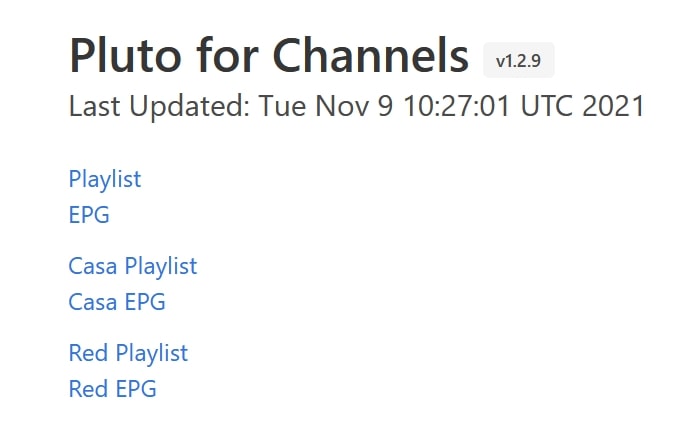 Pluto for Channels v1.2.9
Last Updated: Tue Nov 9 10:27:01 UTC 2021
Playlist
EPG
Casa Playlist
Casa EPG
Red Playlist
Red EPG